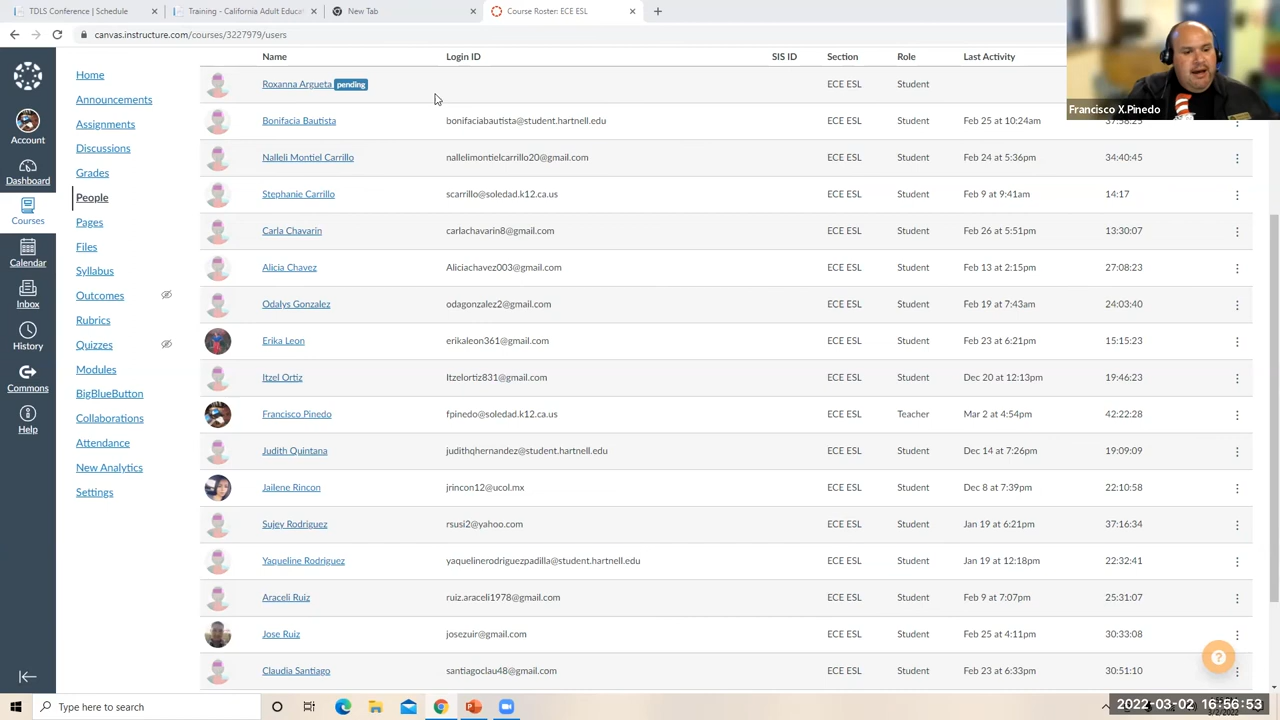 TDLS Conference | Schedule
Training - California Adult Educat
New Tab
Course Roster: ECE ESL
canvas.instructure.com/courses/3227979/users
Name Login ID SIS ID Section Role Last Activity
Roxanna Argueta pending ECE ESL Student
Bonifacia Bautista bonifaciabautista@student.hartnell.edu ECE ESL Student Feb 25 at 10:24am
Nalleli Montiel Carrillo nallelimontielcarrillo20@gmail.com ECE ESL Student Feb 24 at 5:36pm 34:40:45
Stephanie Carrillo scarrillo@soledad.k12.ca.us ECE ESL Student Feb 9 at 9:41am 14:17
Carla Chavarin carlachavarin8@gmail.com ECE ESL Student Feb 26 at 5:51pm 13:30:07
Alicia Chavez Aliciachavez003@gmail.com ECE ESL Student Feb 13 at 2:15pm 27:08:23
Odalys Gonzalez odagonzalez2@gmail.com ECE ESL Student Feb 19 at 7:43am 24:03:40
Erika Leon erikaleon361@gmail.com ECE ESL Student Feb 23 at 6:21pm 15:15:23
Itzel Ortiz Itzelortiz831@gmail.com ECE ESL Student Dec 20 at 12:13pm 19:46:23
Francisco Pinedo fpinedo@soledad.k12.ca.us ECE ESL Teacher Mar 2 at 4:54pm 42:22:28
Judith Quintana judithqhernandez@student.hartnell.edu ECE ESL Student Dec 14 at 7:26pm 19:09:09
Jailene Rincon jrincon12@ucol.mx ECE ESL Student Dec 8 at 7:39pm 22:10:58
Sujey Rodriguez rsusi2@yahoo.com ECE ESL Student Jan 19 at 6:21pm 37:16:34
Yaqueline Rodriguez yaquelinerodriguezpadilla@student.hartnell.edu ECE ESL Student Jan 19 at 12:18pm 22:32:41
Araceli Ruiz ruiz.araceli1978@gmail.com ECE ESL Student Feb 9 at 7:07pm 25:31:07
Jose Ruiz josezuir@gmail.com ECE ESL Student Feb 25 at 4:11pm 30:33:08
Claudia Santiago santiagoclau48@gmail.com ECE ESL Student Feb 23 at 6:33pm 30:51:10
Account
Dashboard
Courses
Calendar
Inbox
History
Commons
Help
Home
Announcements
Assignments
Discussions
Grades
People
Pages
Files
Syllabus
Outcomes
Rubrics
Quizzes
Modules
BigBlueButton
Collaborations
Attendance
New Analytics
Settings
Francisco X.Pinedo
?
Type here to search
2022-03-02 16:56:53